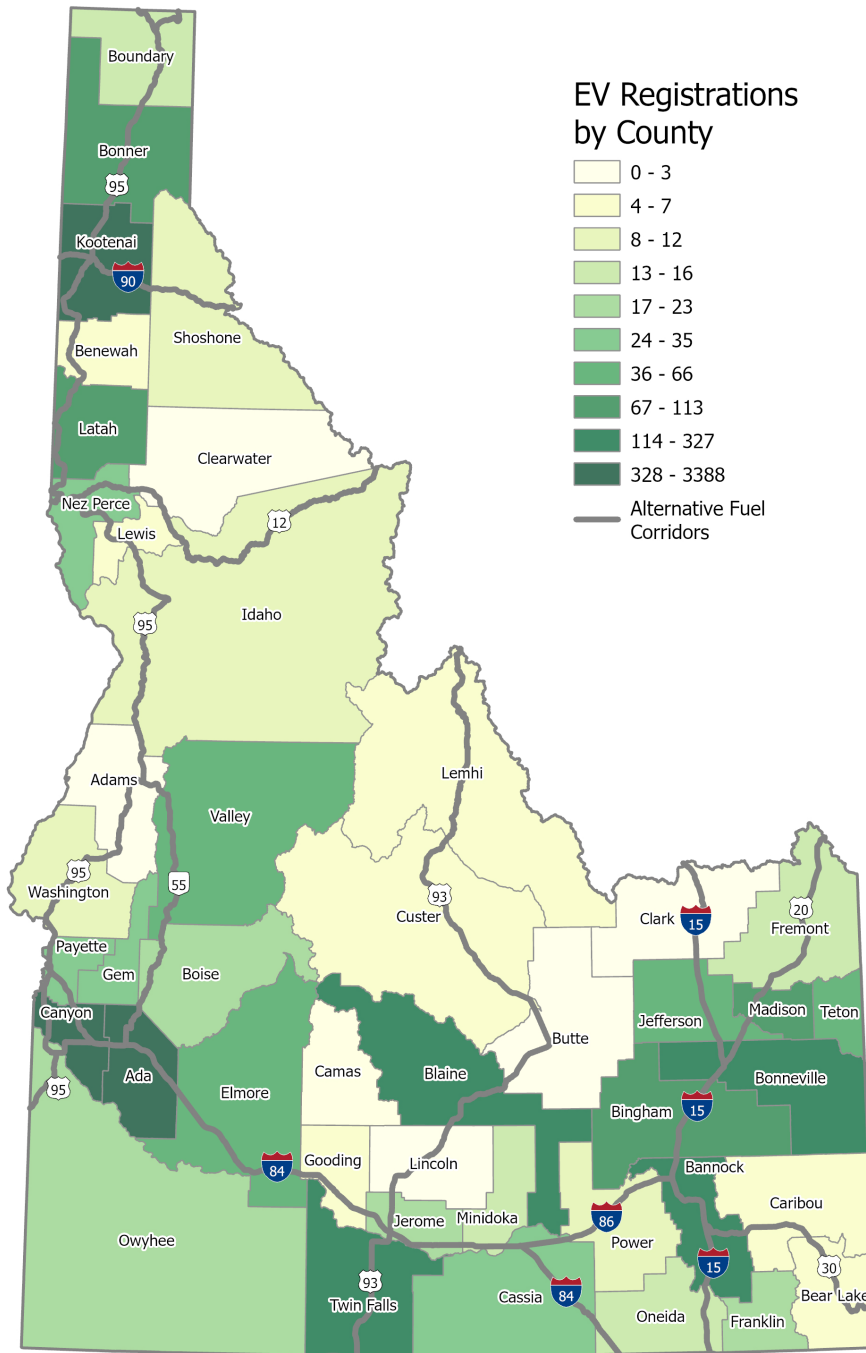 EV Registrations
by County
0 - 3
4 - 7
8 - 12
13 - 16
17 - 23
24 - 35
36 - 66
67 - 113
114 - 327
328 - 3388
Alternative Fuel
Corridors
Boundary
Bonner
95
Kootenai
90
Shoshone
Benewah
Latah
Clearwater
Nez Perce
12
Lewis
Idaho
95
Adams
Lemhi
Valley
95
55
Washington
93
Custer
Clark
15
20
Fremont
Payette
Gem
Boise
Canyon
Madison
Teton
Jefferson
Butte
Ada
Camas
Blaine
Bonneville
95
Elmore
Bingham
15
84
Gooding
Lincoln
Bannock
Caribou
Jerome
Minidoka
86
Owyhee
Power
15
30
93
Twin Falls
Cassia
84
Bear Lake
Oneida
Franklin